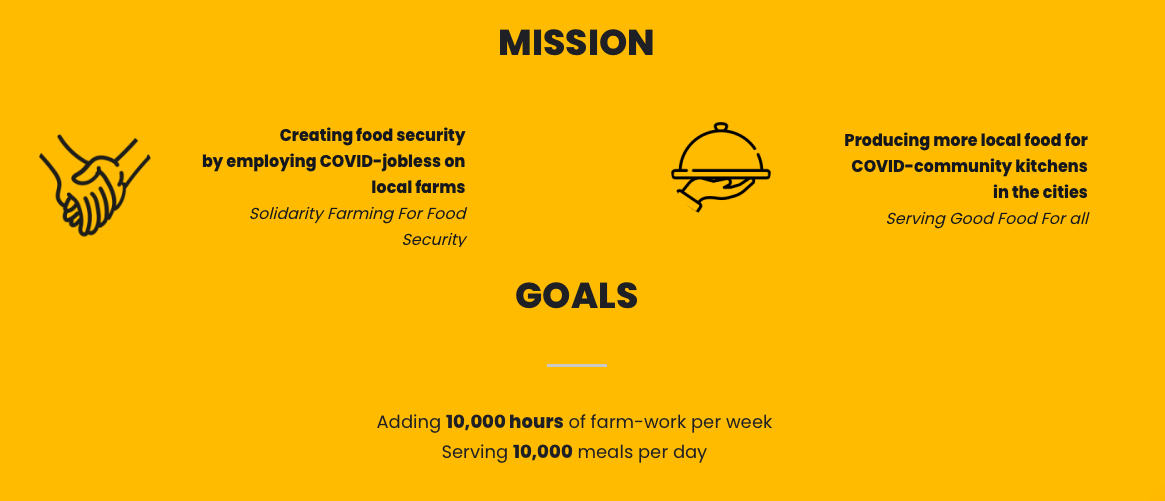 MISSION
Creating food security
by employing COVID-jobless on
local farms
Solidarity Farming For Food
Security
Producing more local food for
COVID-community kitchens
in the cities
Serving Good Food For all
GOALS
Adding 10,000 hours of farm-work per week
Serving 10,000 meals per day